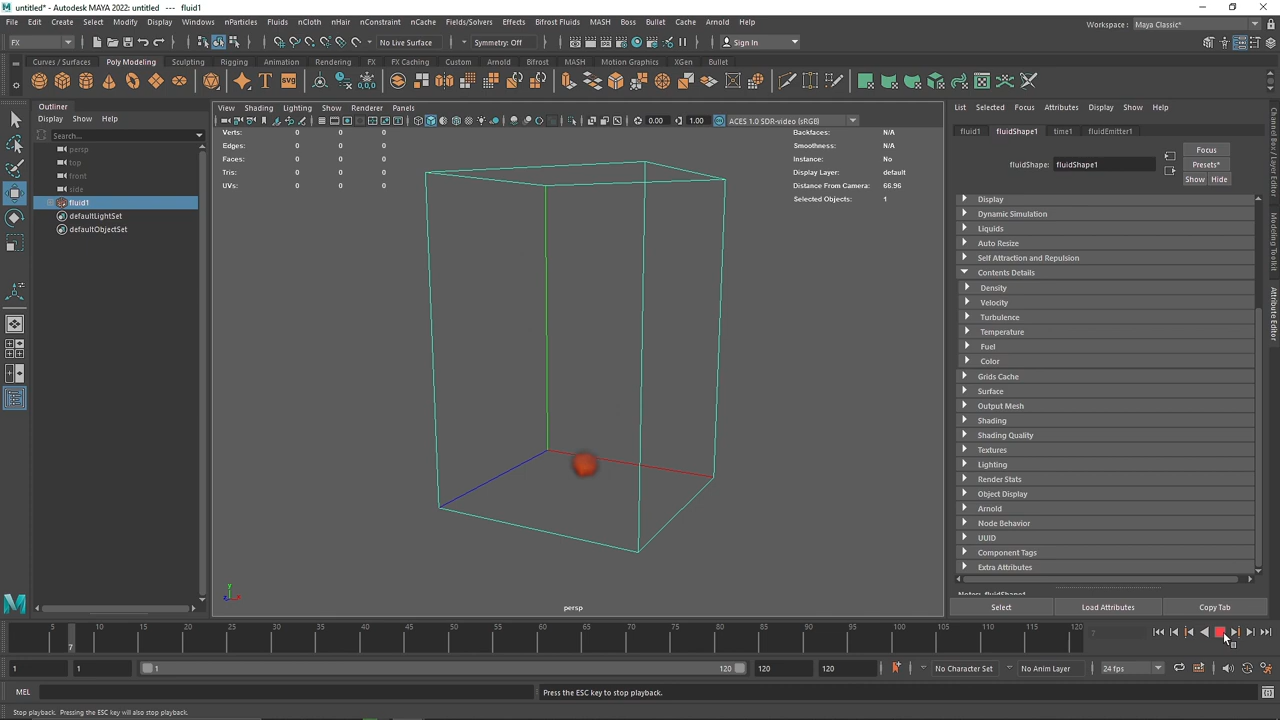 untitled* - Autodesk MAYA 2022: untitled --- fluid1
File Edit Create Select Modify Display Windows nParticles Fluids nCloth nHair nConstraint nCache Fields/Solvers Effects Bifrost Fluids MASH Boss Bullet Cache Arnold Help
Workspace: Maya Classic*
FX No Live Surface Symmetry: Off Sign In
Curves / Surfaces Poly Modeling Sculpting Rigging Animation Rendering FX FX Caching Custom Arnold Bifrost MASH Motion Graphics XGen Bullet
SVG
Outliner
Display Show Help
Search...
persp
top
front
side
fluid1
defaultLightSet
defaultObjectSet
View Shading Lighting Show Renderer Panels
0.00 1.00 ACES 1.0 SDR-video (sRGB)
Verts: 0 0 0
Edges: 0 0 0
Faces: 0 0 0
Tris: 0 0 0
UVs: 0 0 0
Backfaces: N/A
Smoothness: N/A
Instance: No
Display Layer: default
Distance From Camera: 66.96
Selected Objects: 1
persp
List Selected Focus Attributes Display Show Help
fluid1 fluidShape1 time1 fluidEmitter1
fluidShape: fluidShape1
Focus
Presets*
Show Hide
Display
Dynamic Simulation
Liquids
Auto Resize
Self Attraction and Repulsion
Contents Details
Density
Velocity
Turbulence
Temperature
Fuel
Color
Grids Cache
Surface
Output Mesh
Shading
Shading Quality
Textures
Lighting
Render Stats
Object Display
Arnold
Node Behavior
UUID
Component Tags
Extra Attributes
Select Load Attributes Copy Tab
Channel Box / Layer Editor
Modeling Toolkit
Attribute Editor
5 10 15 20 25 30 35 40 45 50 55 60 65 70 75 80 85 90 95 100 105 110 115 120
7
7
1 1 1 120 120 120 No Character Set No Anim Layer 24 fps
MEL Press the ESC key to stop playback.
Stop playback. Pressing the ESC key will also stop playback.